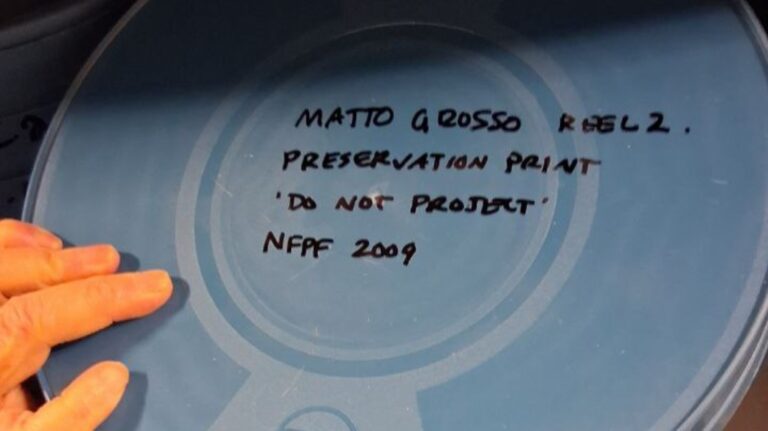 MATTO GROSSO REEL 2.
PRESERVATION PRINT
'DO NOT PROJECT'
NFPF 2009